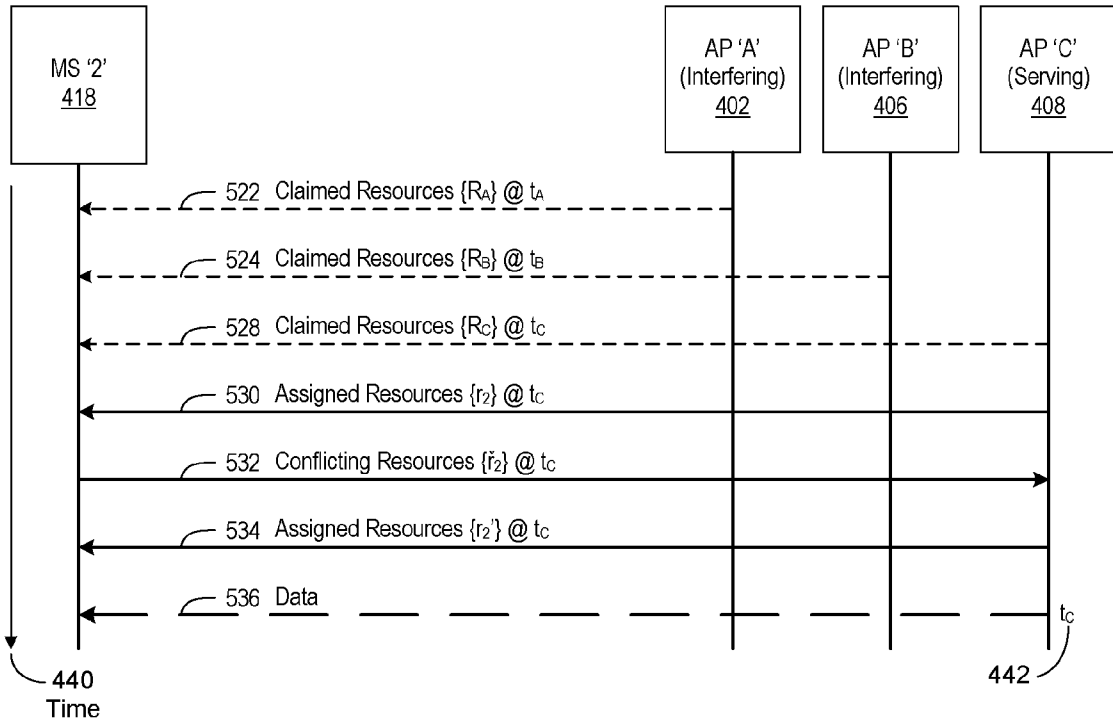 MS ‘2’
418
AP ‘A’
(Interfering)
402
AP ‘B’
(Interfering)
406
AP ‘C’
(Serving)
408
522 Claimed Resources {RA} @ tA
524 Claimed Resources {RB} @ tB
528 Claimed Resources {RC} @ tC
530 Assigned Resources {r2} @ tC
532 Conflicting Resources {ř2} @ tC
534 Assigned Resources {r2’} @ tC
536 Data
tC
440
Time
442